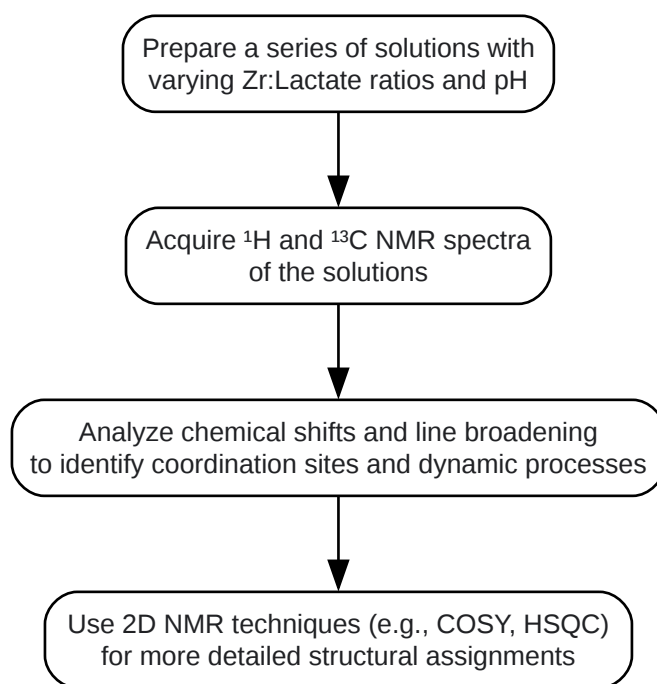 Prepare a series of solutions with
varying Zr:Lactate ratios and pH
Acquire ¹H and ¹³C NMR spectra
of the solutions
Analyze chemical shifts and line broadening
to identify coordination sites and dynamic processes
Use 2D NMR techniques (e.g., COSY, HSQC)
for more detailed structural assignments